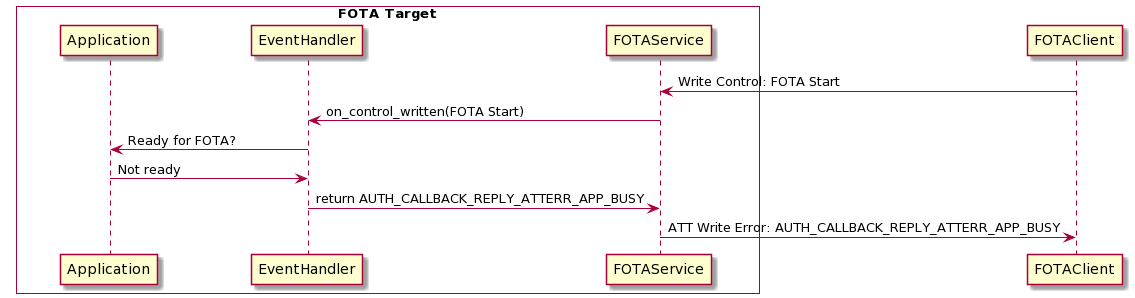 FOTA Target
Application EventHandler FOTAService FOTAClient
Write Control: FOTA Start
on_control_written(FOTA Start)
Ready for FOTA?
Not ready
return AUTH_CALLBACK_REPLY_ATTERR_APP_BUSY
ATT Write Error: AUTH_CALLBACK_REPLY_ATTERR_APP_BUSY
Application EventHandler FOTAService FOTAClient